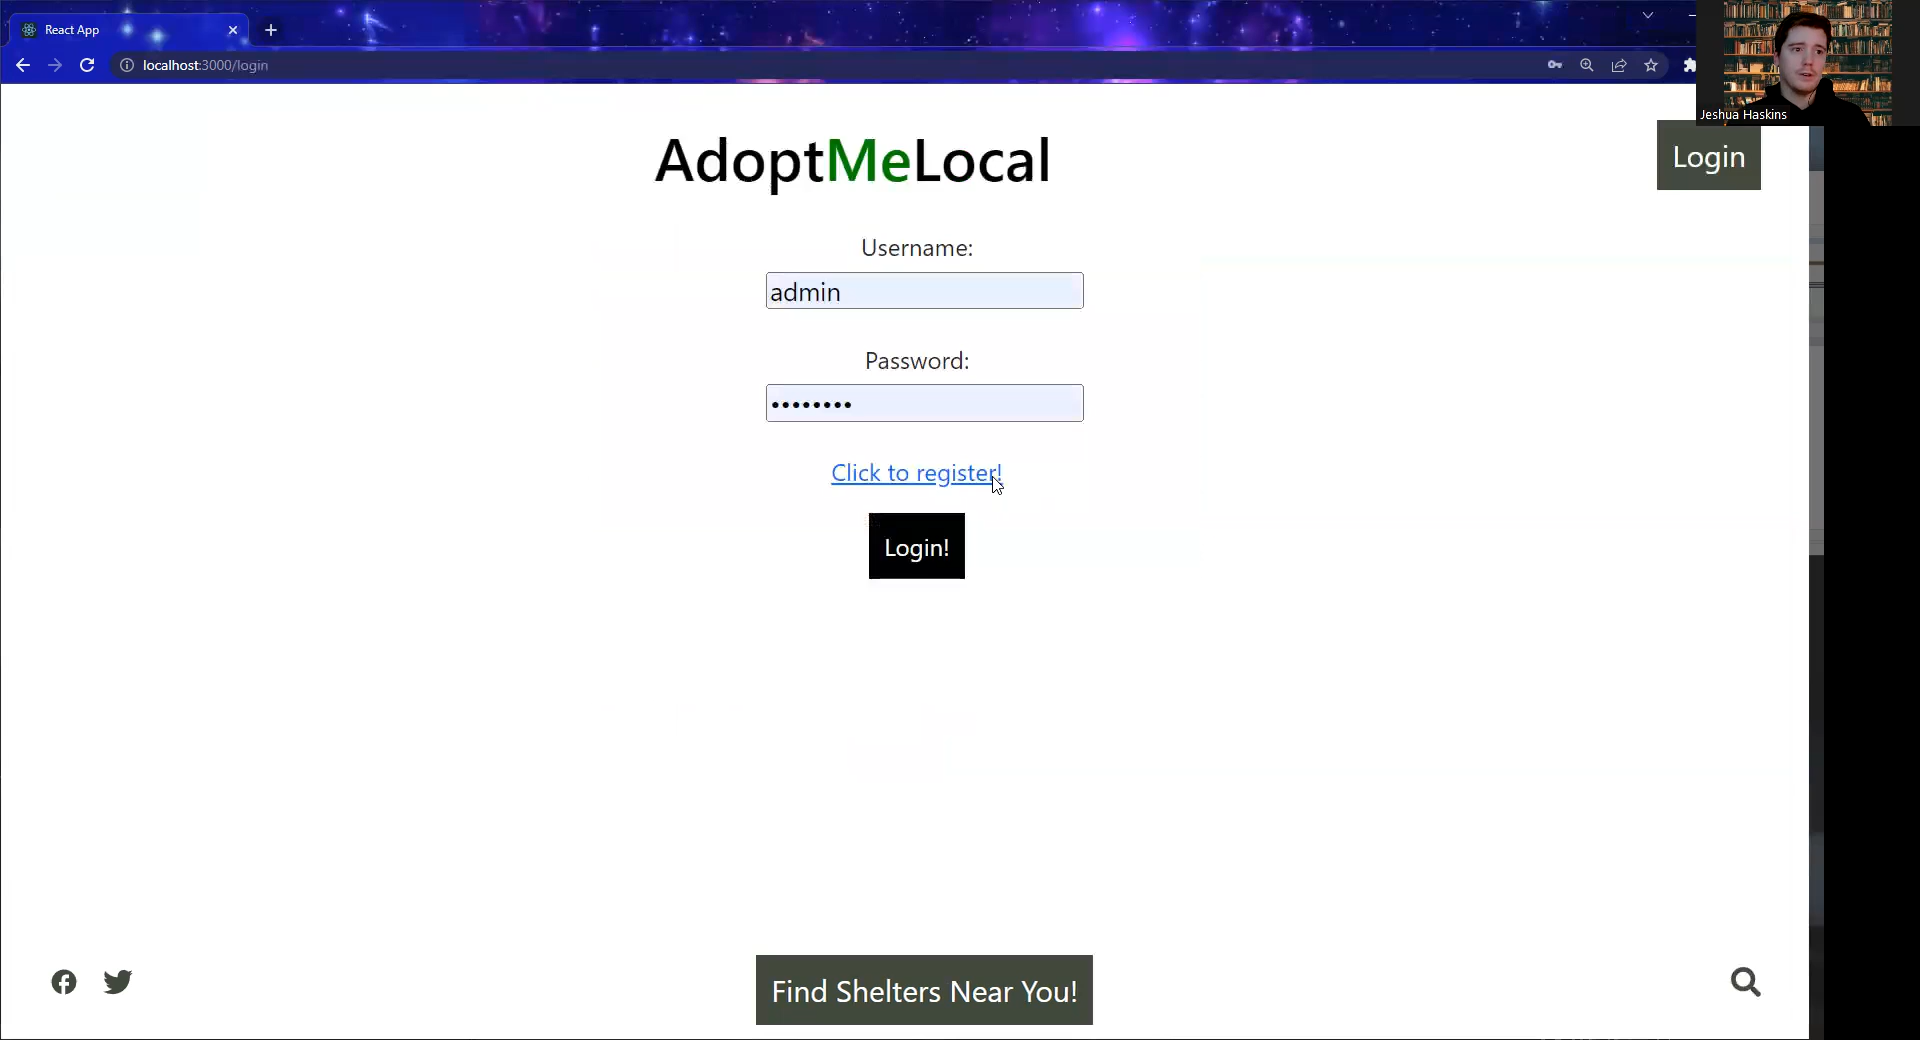 React App
localhost:3000/login
Jeshua Haskins
AdoptMeLocal
Login
Username:
admin
Password:
Click to register!
Login!
Find Shelters Near You!